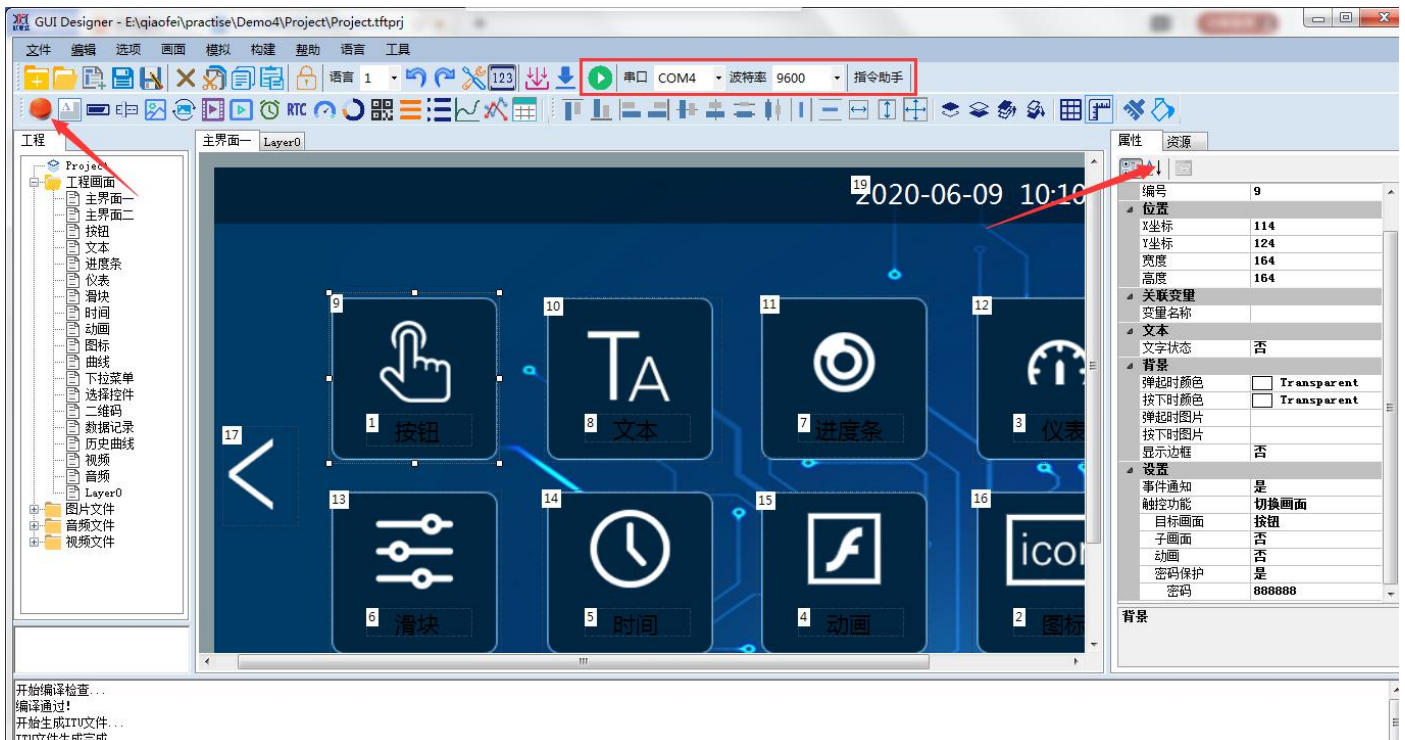 GUI Designer - E:\qiaofei\practise\Demo4\Project\Project.tftprj
文件 编辑 选项 画面 模拟 构建 帮助 语言 工具
语言 1 123 串口 COM4 波特率 9600 指令助手
A RTC
工程 主界面一 Layer0 属性 资源
Project
工程画面
主界面一
主界面二
按钮
文本
进度条
仪表
滑块
时间
动画
图标
曲线
下拉菜单
选择控件
二维码
数据记录
历史曲线
视频
音频
Layer0
图片文件
音频文件
视频文件
19
2020-06-09 10:10
9
10
11
12
TA
17
1 按钮
8 文本
7 进度条
3 仪表
13
14
15
16
icon
6 滑块
5 时间
4 动画
2 图标
编号 9
位置
X坐标 114
Y坐标 124
宽度 164
高度 164
关联变量
变量名称
文本
文字状态 否
背景
弹起时颜色 Transparent
按下时颜色 Transparent
弹起时图片
按下时图片
显示边框 否
设置
事件通知 是
触控功能 切换画面
目标画面 按钮
子画面 否
动画 否
密码保护 是
密码 888888
背景
开始编译检查...
编译通过!
开始生成ITU文件...
ITU文件生成完成